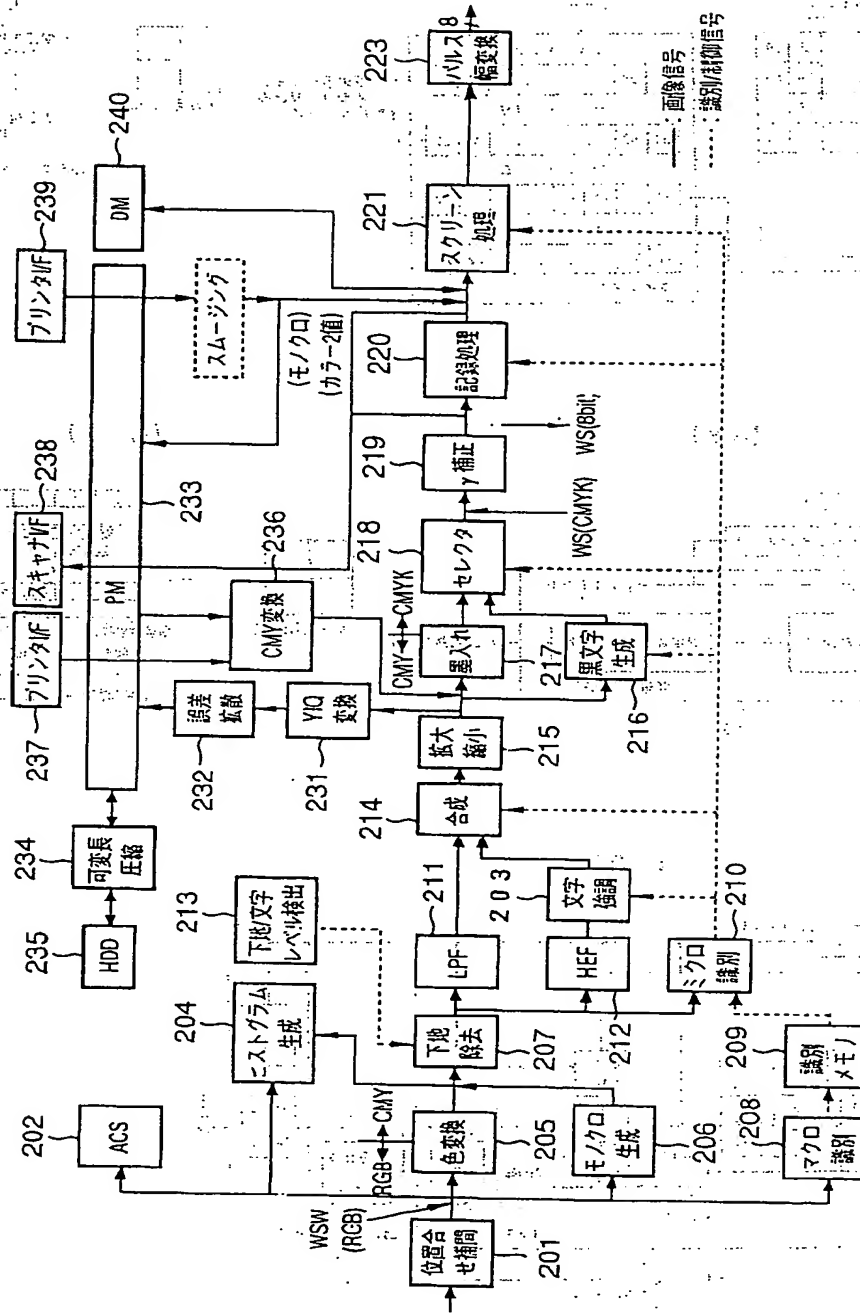 202
ACS
204
ニストグラム
生成
213
下地/文字
レベル検出
235
HDD
234
可変長
圧縮
237
プリンタI/F
238
スキャナI/F
239
プリンタI/F
240
DM
PM
233
232
誤差
拡散
231
YIQ
変換
236
CMY変換
スムージング
(モノクロ)
(カラー2値)
WSW
(RGB)
201
位置合
せ補間
RGB
CMY
205
色変換
206
モノクロ
生成
208
マクロ
識別
209
識別
メモノ
207
下地
除去
211
LPF
212
HEF
203
文字
強調
210
ミクロ
識別
214
合成
215
拡大
縮小
CMY
CMYK
217
墨入れ
216
黒文字
生成
218
セレクタ
WS(CMYK)
219
γ補正
WS(8bit)
220
記録処理
221
スクリーン
処理
223
パルス
幅変換
8
:画像信号
:識別/制御信号